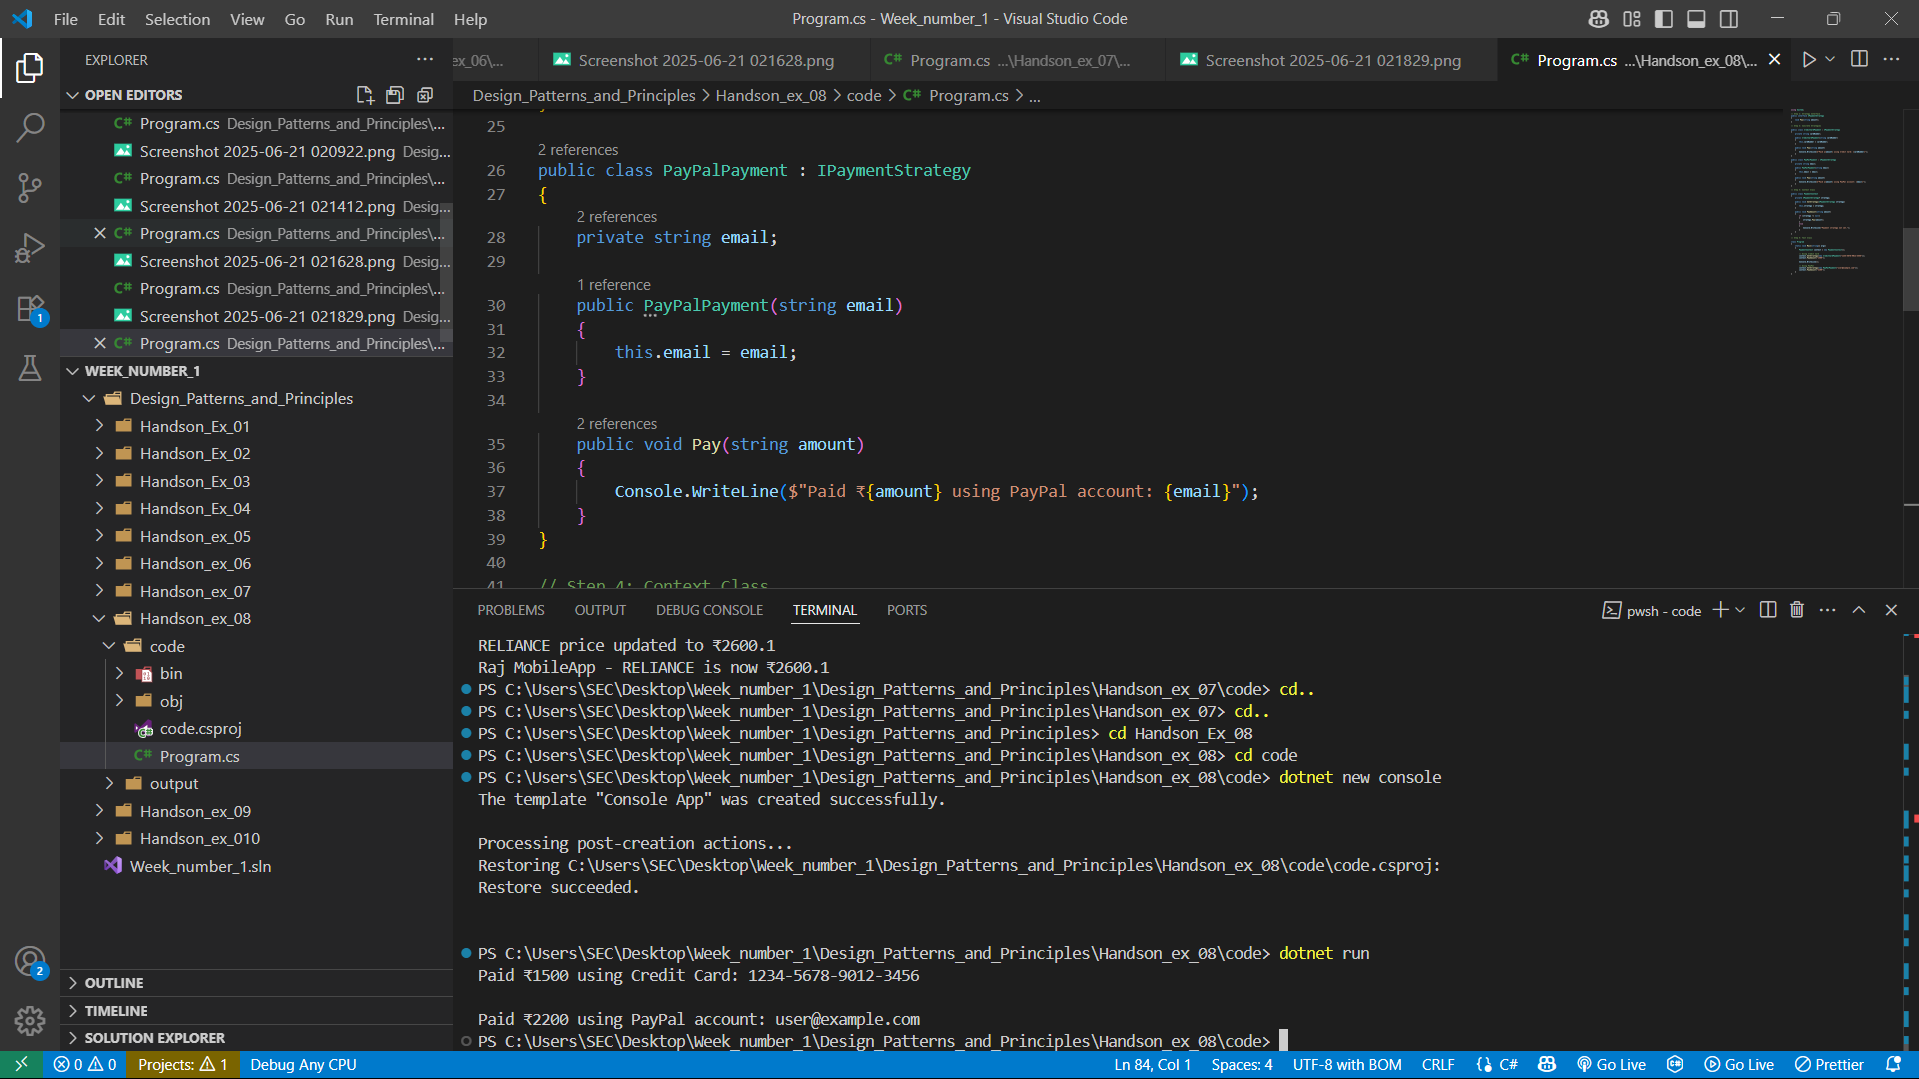 File Edit Selection View Go Run Terminal Help
Program.cs - Week_number_1 - Visual Studio Code
EXPLORER
OPEN EDITORS
Program.cs Design_Patterns_and_Principles\...
Screenshot 2025-06-21 020922.png Desig...
Program.cs Design_Patterns_and_Principles\...
Screenshot 2025-06-21 021412.png Desig...
Program.cs Design_Patterns_and_Principles\...
Screenshot 2025-06-21 021628.png Desig...
Program.cs Design_Patterns_and_Principles\...
Screenshot 2025-06-21 021829.png Desig...
Program.cs Design_Patterns_and_Principles\...
WEEK_NUMBER_1
Design_Patterns_and_Principles
Handson_Ex_01
Handson_Ex_02
Handson_Ex_03
Handson_Ex_04
Handson_ex_05
Handson_ex_06
Handson_ex_07
Handson_ex_08
code
bin
obj
code.csproj
Program.cs
output
Handson_ex_09
Handson_ex_010
Week_number_1.sln
OUTLINE
TIMELINE
SOLUTION EXPLORER
1
2
ex_06\... Screenshot 2025-06-21 021628.png Program.cs ...\Handson_ex_07\... Screenshot 2025-06-21 021829.png Program.cs ...\Handson_ex_08\...
Design_Patterns_and_Principles > Handson_ex_08 > code > Program.cs > ...
25
2 references
26 public class PayPalPayment : IPaymentStrategy
27 {
2 references
28 private string email;
29
1 reference
30 public PayPalPayment(string email)
31 {
32 this.email = email;
33 }
34
2 references
35 public void Pay(string amount)
36 {
37 Console.WriteLine($"Paid ₹{amount} using PayPal account: {email}");
38 }
39 }
40
41 // Step 4: Context Class
PROBLEMS OUTPUT DEBUG CONSOLE TERMINAL PORTS
pwsh - code
RELIANCE price updated to ₹2600.1
Raj MobileApp - RELIANCE is now ₹2600.1
PS C:\Users\SEC\Desktop\Week_number_1\Design_Patterns_and_Principles\Handson_ex_07\code> cd..
PS C:\Users\SEC\Desktop\Week_number_1\Design_Patterns_and_Principles\Handson_ex_07> cd..
PS C:\Users\SEC\Desktop\Week_number_1\Design_Patterns_and_Principles> cd Handson_Ex_08
PS C:\Users\SEC\Desktop\Week_number_1\Design_Patterns_and_Principles\Handson_ex_08> cd code
PS C:\Users\SEC\Desktop\Week_number_1\Design_Patterns_and_Principles\Handson_ex_08\code> dotnet new console
The template "Console App" was created successfully.
Processing post-creation actions...
Restoring C:\Users\SEC\Desktop\Week_number_1\Design_Patterns_and_Principles\Handson_ex_08\code\code.csproj:
Restore succeeded.
PS C:\Users\SEC\Desktop\Week_number_1\Design_Patterns_and_Principles\Handson_ex_08\code> dotnet run
Paid ₹1500 using Credit Card: 1234-5678-9012-3456
Paid ₹2200 using PayPal account: user@example.com
PS C:\Users\SEC\Desktop\Week_number_1\Design_Patterns_and_Principles\Handson_ex_08\code>
0 0 Projects: 1 Debug Any CPU Ln 84, Col 1 Spaces: 4 UTF-8 with BOM CRLF {} C# Go Live Go Live Prettier